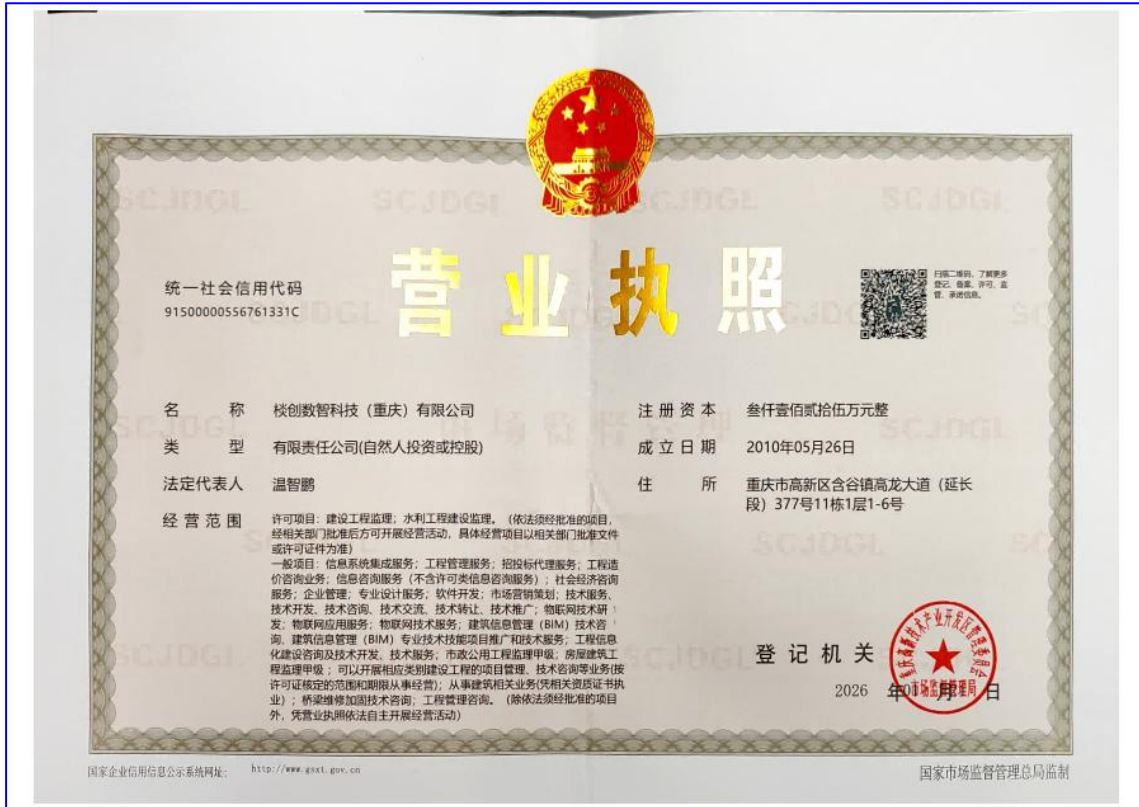 营业执照
统一社会信用代码
91500000556761331C
扫描二维码，了解更多
登记、备案、许可、监
管、承诺信息。
名 称 棪创数智科技（重庆）有限公司
类 型 有限责任公司(自然人投资或控股)
法定代表人 温智鹏
经营范围 许可项目：建设工程监理；水利工程建设监理。（依法须经批准的项目，
经相关部门批准后方可开展经营活动，具体经营项目以相关部门批准文件
或许可证件为准）
一般项目：信息系统集成服务；工程管理服务；招投标代理服务；工程造
价咨询业务；信息咨询服务（不含许可类信息咨询服务）；社会经济咨询
服务；企业管理；专业设计服务；软件开发；市场营销策划；技术服务、
技术开发、技术咨询、技术交流、技术转让、技术推广；物联网技术研
发；物联网应用服务；物联网技术服务；建筑信息管理（BIM）技术咨
询、建筑信息管理（BIM）专业技术技能项目推广和技术服务；工程信息
化建设咨询及技术开发、技术服务；市政公用工程监理甲级；房屋建筑工
程监理甲级；可以开展相应类别建设工程的项目管理、技术咨询等业务(按
许可证核定的范围和期限从事经营)；从事建筑相关业务(凭相关资质证书执
业）；桥梁维修加固技术咨询；工程管理咨询。（除依法须经批准的项目
外，凭营业执照依法自主开展经营活动）
注册资本 叁仟壹佰贰拾伍万元整
成立日期 2010年05月26日
住 所 重庆市高新区含谷镇高龙大道（延长
段）377号11栋1层1-6号
登记机关
重庆高新技术产业开发区管理委员会
市场监督管理局
2026 年 月 日
国家企业信用信息公示系统网址： http://www.gsxt.gov.cn
国家市场监督管理总局监制
SCJDGL